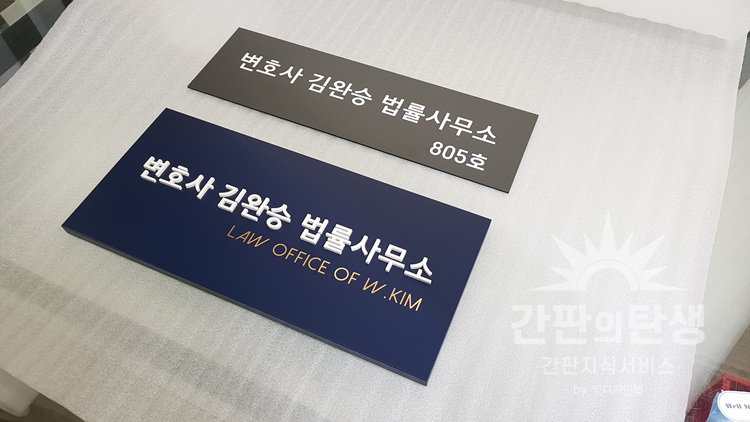 변호사 김완승 법률사무소
805호
변호사 김완승 법률사무소
LAW OFFICE OF W.KIM
간판의탄생
간판지식서비스
by
Well